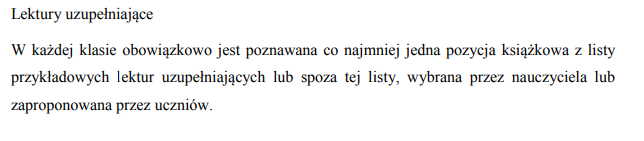 Lektury uzupełniające
W każdej klasie obowiązkowo jest poznawana co najmniej jedna pozycja książkowa z listy
przykładowych lektur uzupełniających lub spoza tej listy, wybrana przez nauczyciela lub
zaproponowana przez uczniów.